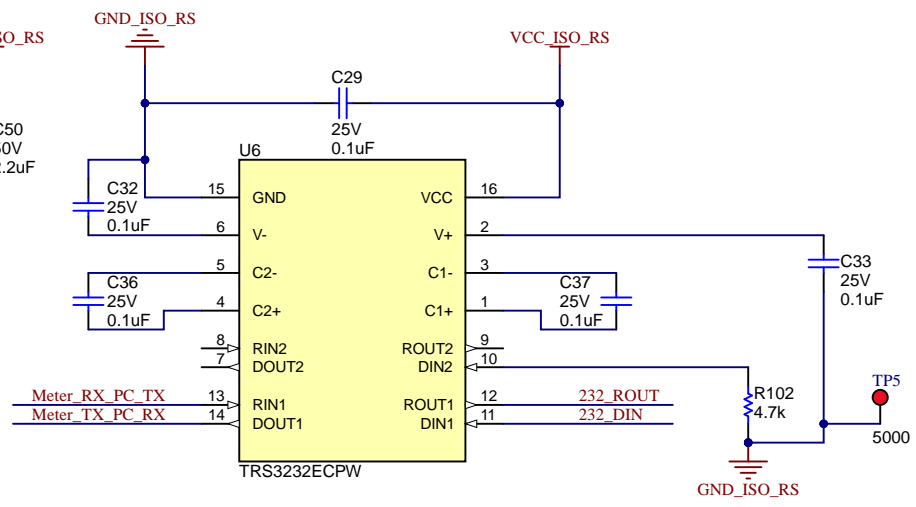 GND_ISO_RS
SO_RS
VCC_ISO_RS
C29
25V
0.1uF
C50
50V
2.2uF
U6
C32
25V
0.1uF
15 GND VCC 16
6 V- V+ 2
5 C2- C1- 3
C36
25V
0.1uF
C37
25V
0.1uF
C33
25V
0.1uF
4 C2+ C1+ 1
8 RIN2 ROUT2 9
7 DOUT2 DIN2 10
Meter_RX_PC_TX 13 RIN1 ROUT1 12 232_ROUT
Meter_TX_PC_RX 14 DOUT1 DIN1 11 232_DIN
R102
4.7k
TP5
5000
TRS3232ECPW
GND_ISO_RS